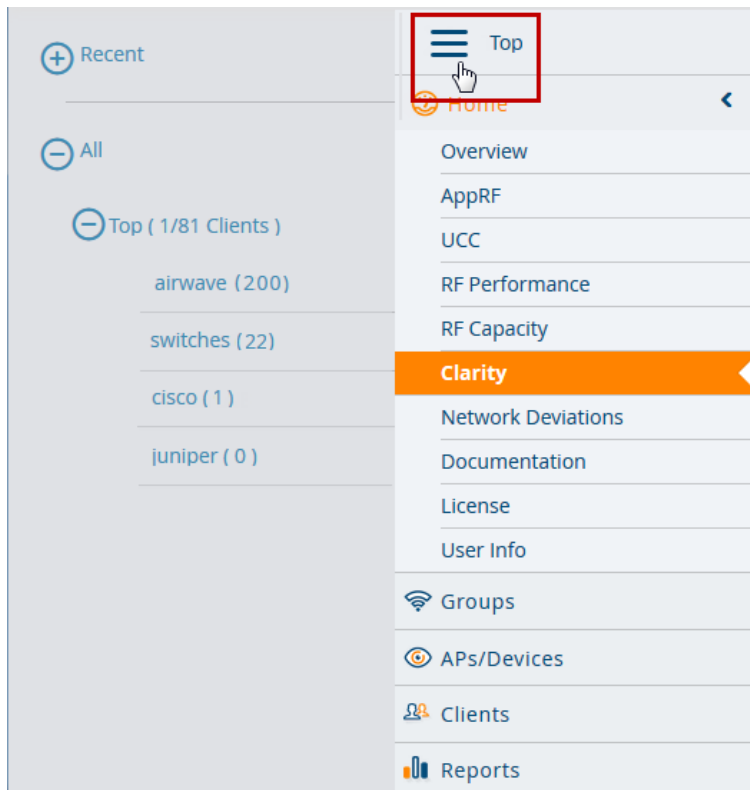 Recent
All
Top ( 1/81 Clients )
airwave (200)
switches (22)
cisco ( 1 )
juniper ( 0 )
Top
Home
Overview
AppRF
UCC
RF Performance
RF Capacity
Clarity
Network Deviations
Documentation
License
User Info
Groups
APs/Devices
Clients
Reports